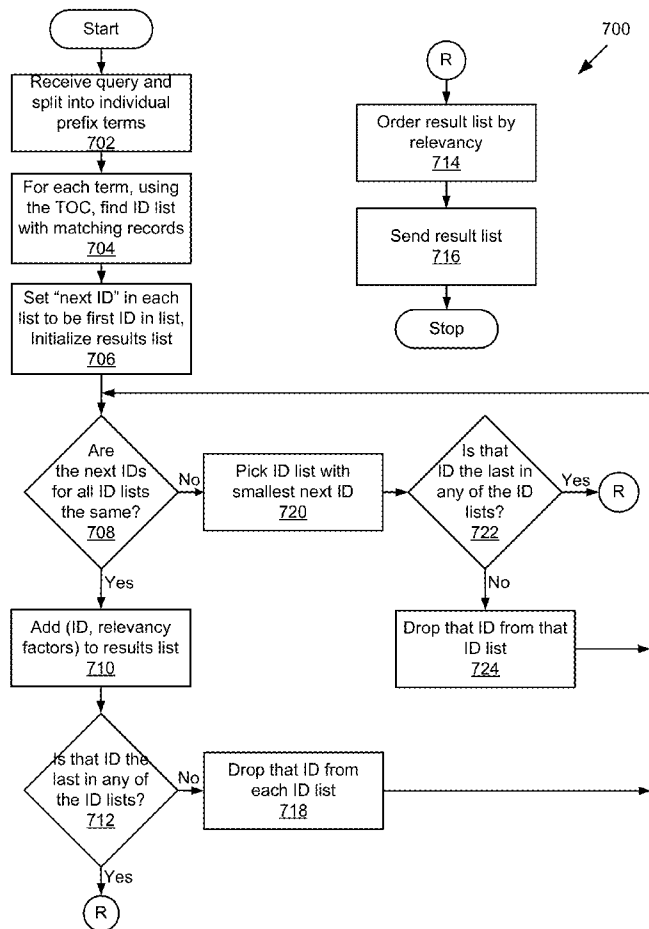 Start
Receive query and
split into individual
prefix terms
702
For each term, using
the TOC, find ID list
with matching records
704
Set “next ID” in each
list to be first ID in list,
Initialize results list
706
700
R
Order result list by
relevancy
714
Send result list
716
Stop
Are
the next IDs
for all ID lists
the same?
708
No
Pick ID list with
smallest next ID
720
Is that
ID the last in
any of the ID
lists?
722
Yes
R
No
Drop that ID from that
ID list
724
Yes
Add (ID, relevancy
factors) to results list
710
Is that ID the
last in any of
the ID lists?
712
No
Drop that ID from
each ID list
718
Yes
R